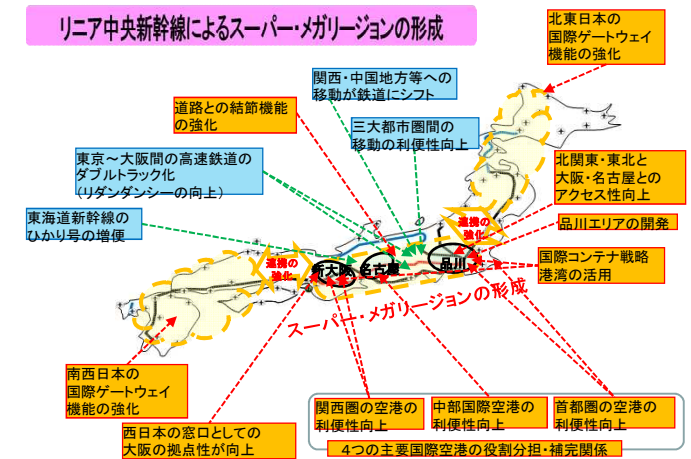 リニア中央新幹線によるスーパー・メガリージョンの形成
北東日本の
国際ゲートウェイ
機能の強化
関西・中国地方等への
移動が鉄道にシフト
道路との結節機能
の強化
三大都市圏間の
移動の利便性向上
東京～大阪間の高速鉄道の
ダブルトラック化
（リダンダンシーの向上）
北関東・東北と
大阪・名古屋との
アクセス性向上
東海道新幹線の
ひかり号の増便
連携の
強化
品川エリアの開発
連携の
強化
新大阪
名古屋
品川
国際コンテナ戦略
港湾の活用
スーパー・メガリージョンの形成
南西日本の
国際ゲートウェイ
機能の強化
西日本の窓口としての
大阪の拠点性が向上
関西圏の空港の
利便性向上
中部国際空港の
利便性向上
首都圏の空港の
利便性向上
４つの主要国際空港の役割分担・補完関係